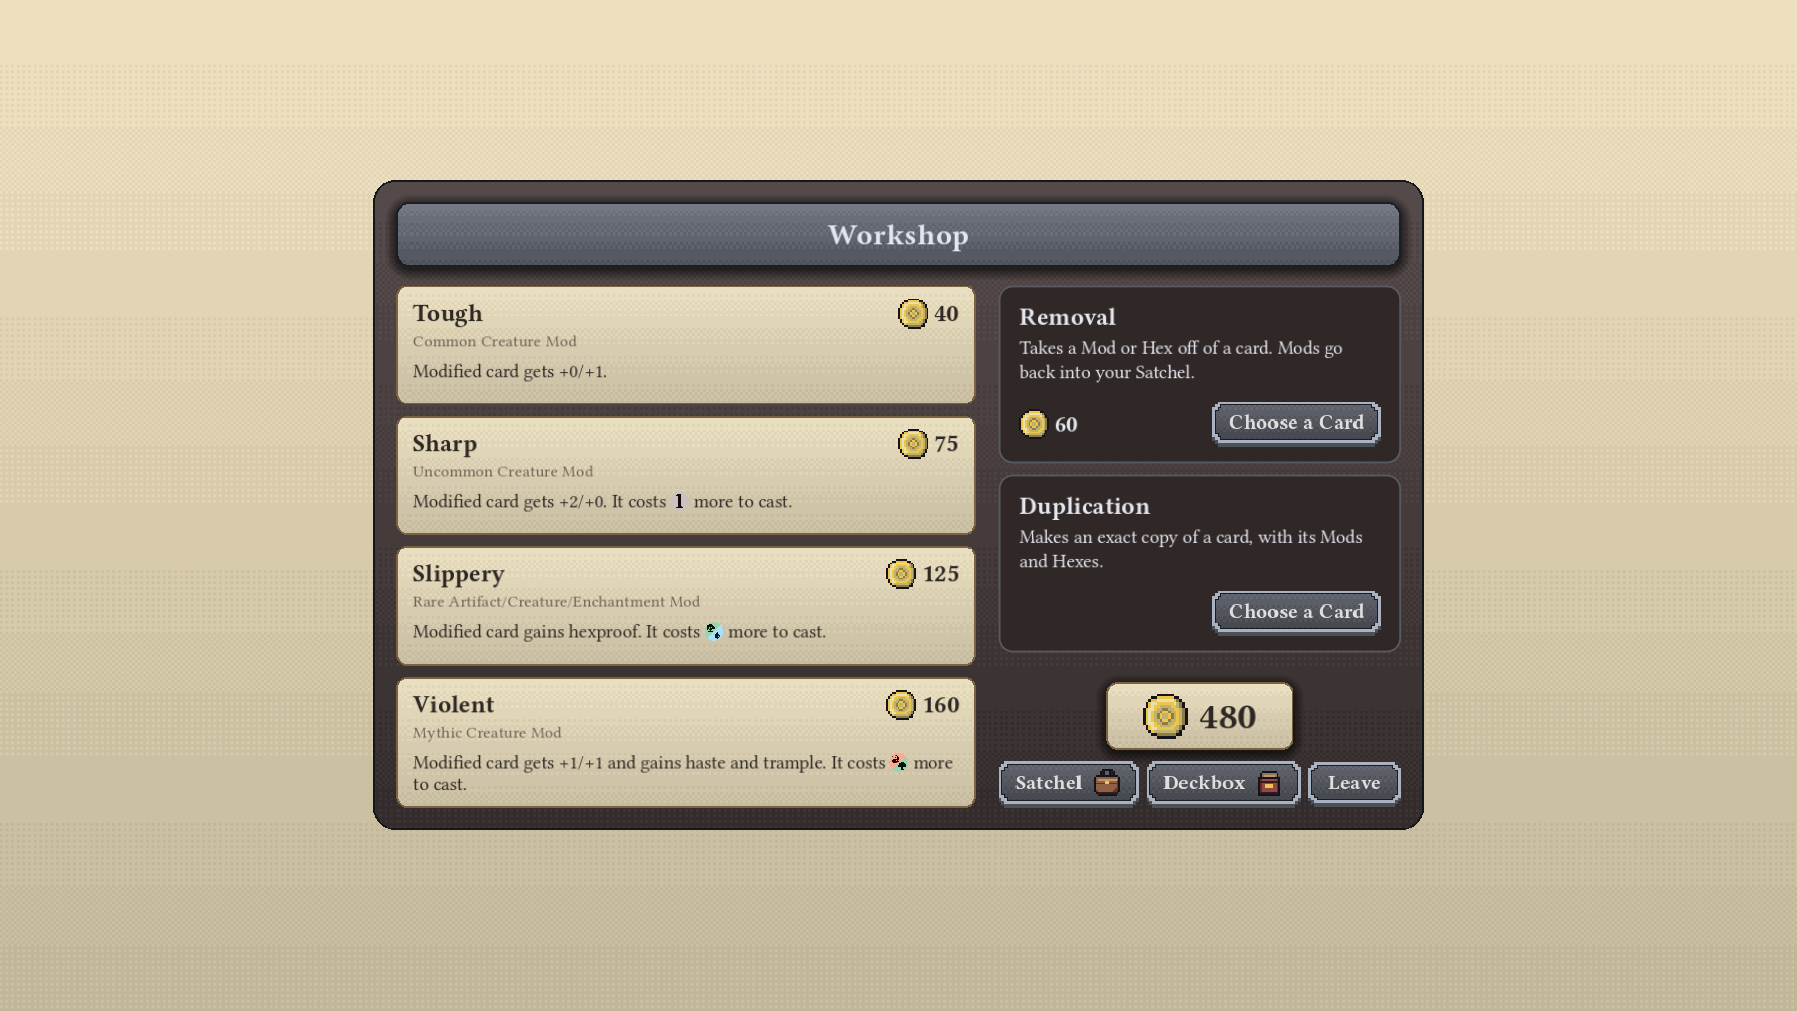 Workshop
Tough
40
Common Creature Mod
Modified card gets +0/+1.
Sharp
75
Uncommon Creature Mod
Modified card gets +2/+0. It costs 1 more to cast.
Slippery
125
Rare Artifact/Creature/Enchantment Mod
Modified card gains hexproof. It costs more to cast.
Violent
160
Mythic Creature Mod
Modified card gets +1/+1 and gains haste and trample. It costs more
to cast.
Removal
Takes a Mod or Hex off of a card. Mods go
back into your Satchel.
60
Choose a Card
Duplication
Makes an exact copy of a card, with its Mods
and Hexes.
Choose a Card
480
Satchel
Deckbox
Leave